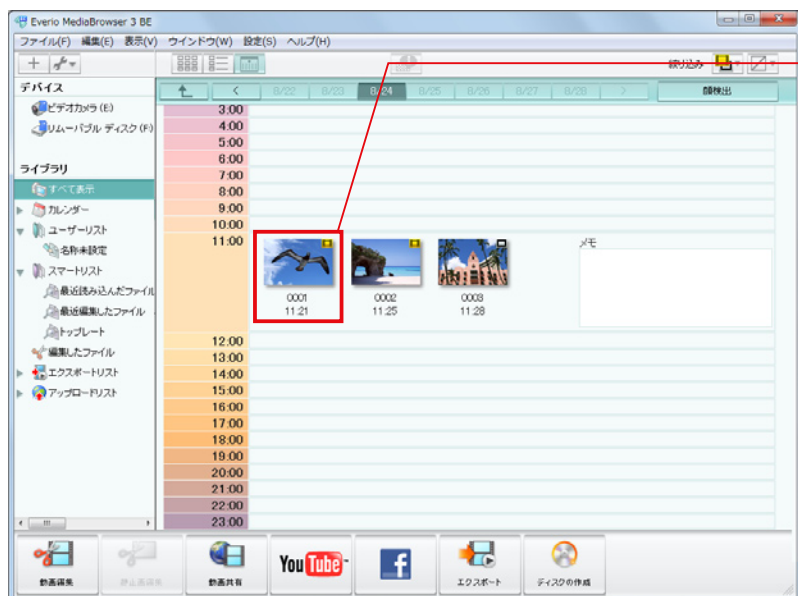 Everio MediaBrowser 3 BE
ファイル(F) 編集(E) 表示(V) ウインドウ(W) 設定(S) ヘルプ(H)
絞り込み
デバイス
ビデオカメラ (E)
リムーバブル ディスク (F)
ライブラリ
すべて表示
カレンダー
ユーザーリスト
名称未設定
スマートリスト
最近読み込んだファイル
最近編集したファイル
トップレート
編集したファイル
エクスポートリスト
アップロードリスト
8/22 8/23 8/24 8/25 8/26 8/27 8/28
顔検出
3:00
4:00
5:00
6:00
7:00
8:00
9:00
10:00
11:00
メモ
0001 0002 0003
11:21 11:25 11:28
12:00
13:00
14:00
15:00
16:00
17:00
18:00
19:00
20:00
21:00
22:00
23:00
You Tube
f
動画編集 静止画編集 動画共有 エクスポート ディスクの作成